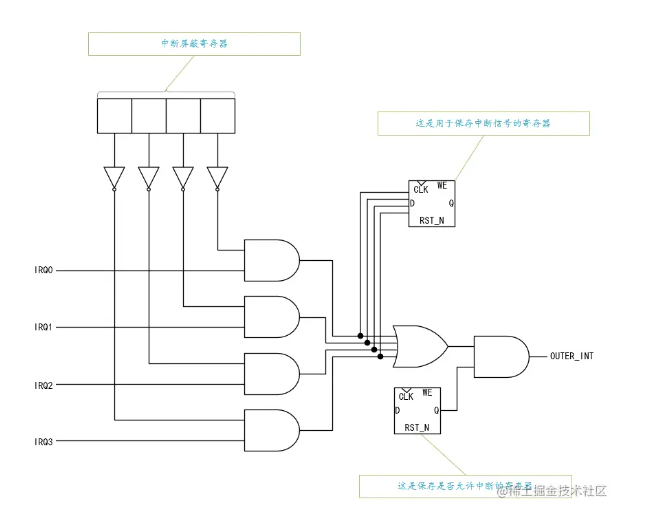 中断屏蔽寄存器
这是用于保存中断信号的寄存器
CLK WE
D Q
RST_N
IRQ0
IRQ1
OUTER_INT
IRQ2
CLK WE
D Q
RST_N
IRQ3
这是保存是否允许中断的寄存器
@稀土掘金技术社区